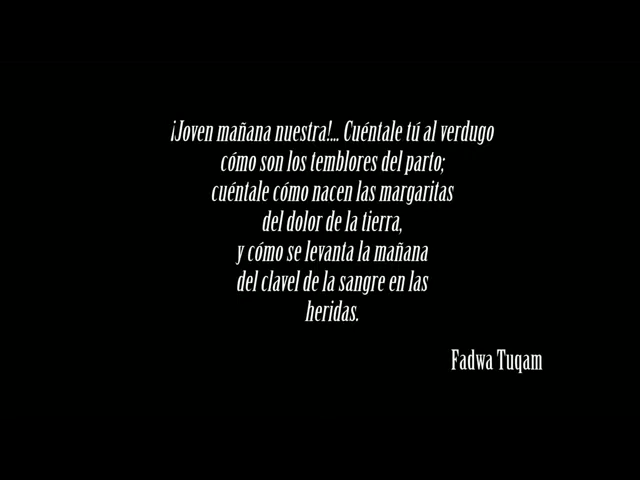 ¡Joven mañana nuestra!... Cuéntale tú al verdugo
cómo son los temblores del parto;
cuéntale cómo nacen las margaritas
del dolor de la tierra,
y cómo se levanta la mañana
del clavel de la sangre en las
heridas.
Fadwa Tuqam